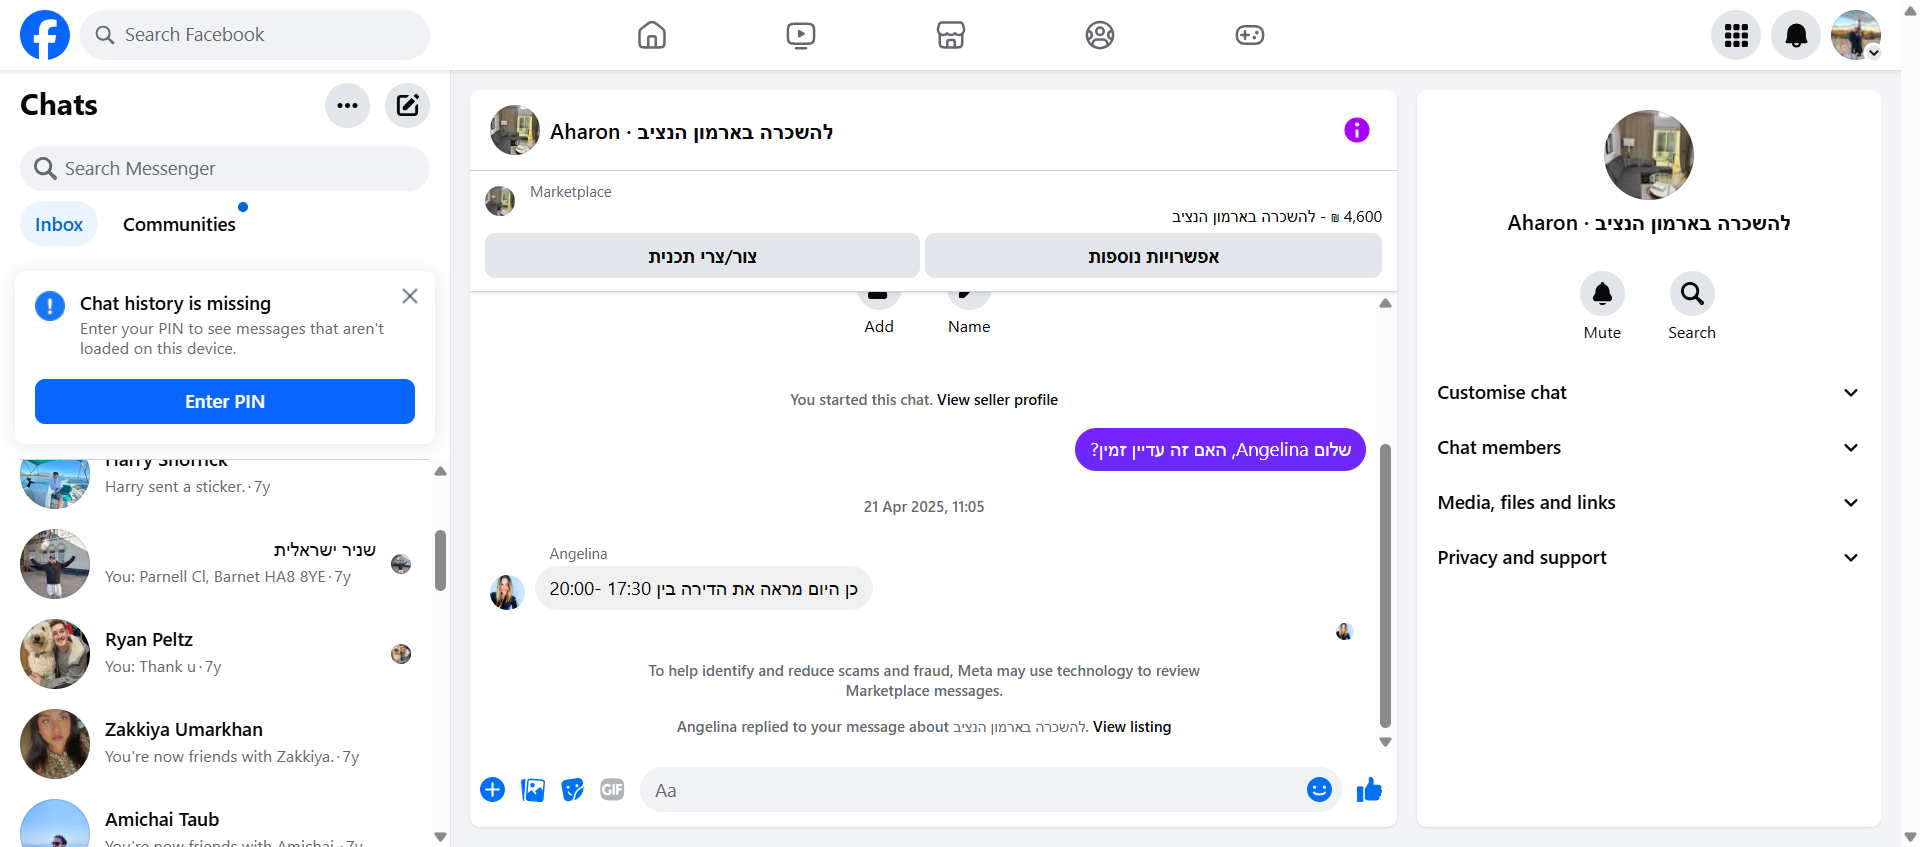 Search Facebook
Chats
Search Messenger
Inbox
Communities
Chat history is missing
Enter your PIN to see messages that aren't
loaded on this device.
Enter PIN
Harry Shorrick
Harry sent a sticker. · 7y
שניר ישראלית
You: Parnell Cl, Barnet HA8 8YE · 7y
Ryan Peltz
You: Thank u · 7y
Zakkiya Umarkhan
You're now friends with Zakkiya. · 7y
Amichai Taub
You're now friends with Amichai. · 7y
Aharon · להשכרה בארמון הנציב
Marketplace
4,600 ₪ - להשכרה בארמון הנציב
צור/צרי תכנית
אפשרויות נוספות
Add
Name
You started this chat. View seller profile
שלום Angelina, האם זה עדיין זמין?
21 Apr 2025, 11:05
Angelina
כן היום מראה את הדירה בין 17:30 -20:00
To help identify and reduce scams and fraud, Meta may use technology to review
Marketplace messages.
Angelina replied to your message about להשכרה בארמון הנציב. View listing
GIF
Aa
Aharon · להשכרה בארמון הנציב
Mute
Search
Customise chat
Chat members
Media, files and links
Privacy and support